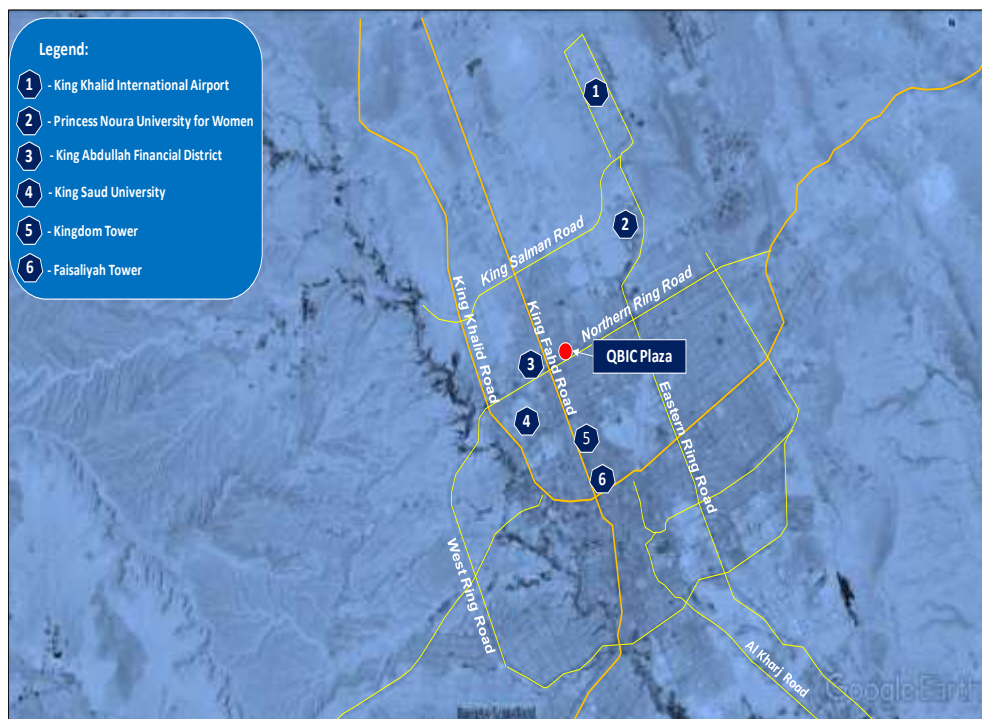 Legend:
1 - King Khalid International Airport
2 - Princess Noura University for Women
3 - King Abdullah Financial District
4 - King Saud University
5 - Kingdom Tower
6 - Faisaliyah Tower
1
2
King Salman Road
King Khalid Road
King Fahd Road
Northern Ring Road
QBIC Plaza
3
4
5
6
Eastern Ring Road
West Ring Road
Al Kharj Road
Google Earth